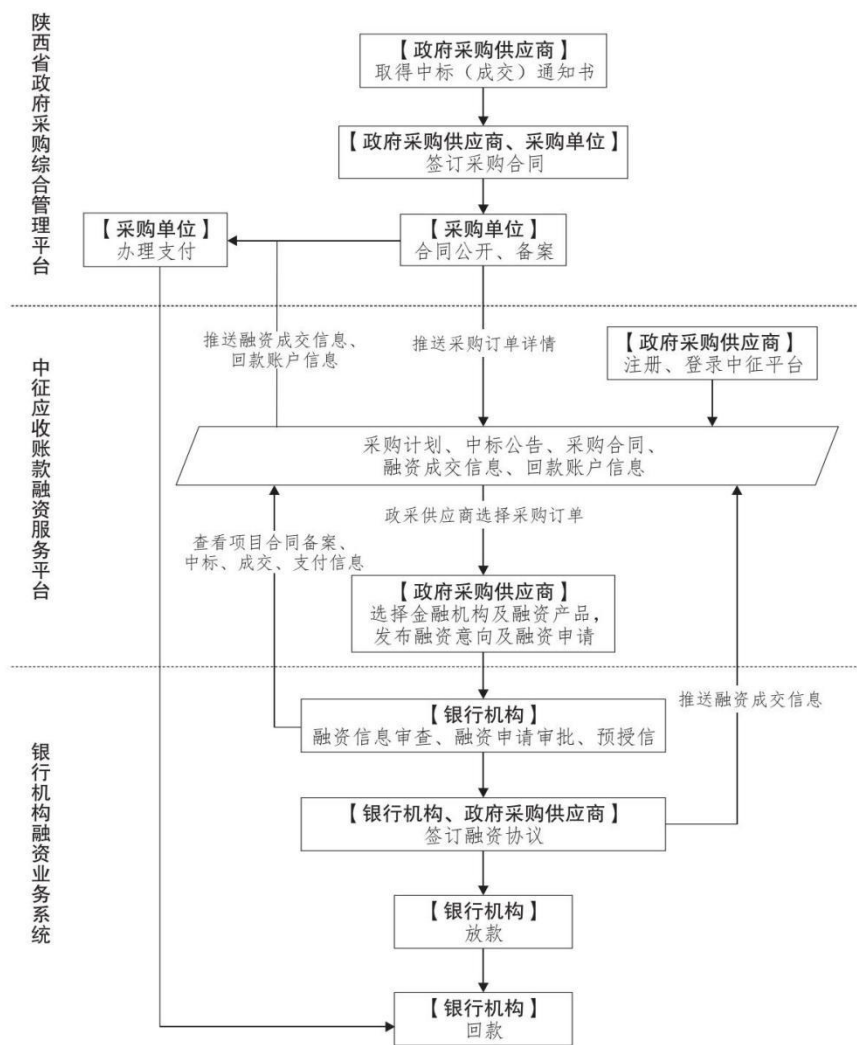 陕西省政府采购综合管理平台
【政府采购供应商】
取得中标（成交）通知书
【政府采购供应商、采购单位】
签订采购合同
【采购单位】
办理支付
【采购单位】
合同公开、备案
中征应收账款融资服务平台
推送融资成交信息、
回款账户信息
推送采购订单详情
【政府采购供应商】
注册、登录中征平台
采购计划、中标公告、采购合同、
融资成交信息、回款账户信息
政采供应商选择采购订单
查看项目合同备案、
中标、成交、支付信息
【政府采购供应商】
选择金融机构及融资产品，
发布融资意向及融资申请
银行机构融资业务系统
【银行机构】
融资信息审查、融资申请审批、预授信
推送融资成交信息
【银行机构、政府采购供应商】
签订融资协议
【银行机构】
放款
【银行机构】
回款